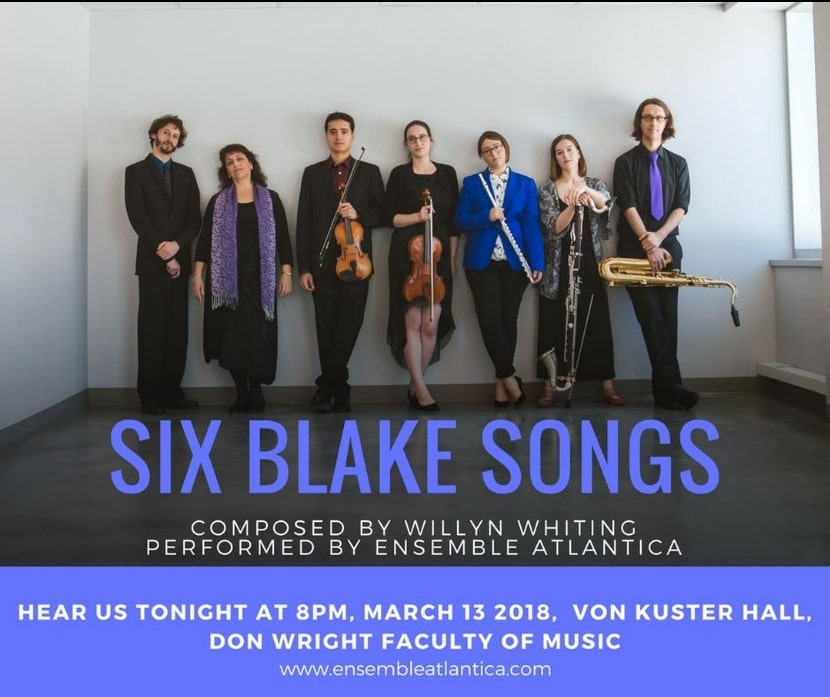 SIX BLAKE SONGS
COMPOSED BY WILLYN WHITING
PERFORMED BY ENSEMBLE ATLANTICA
HEAR US TONIGHT AT 8PM, MARCH 13 2018, VON KUSTER HALL,
DON WRIGHT FACULTY OF MUSIC
www.ensembleatlantica.com